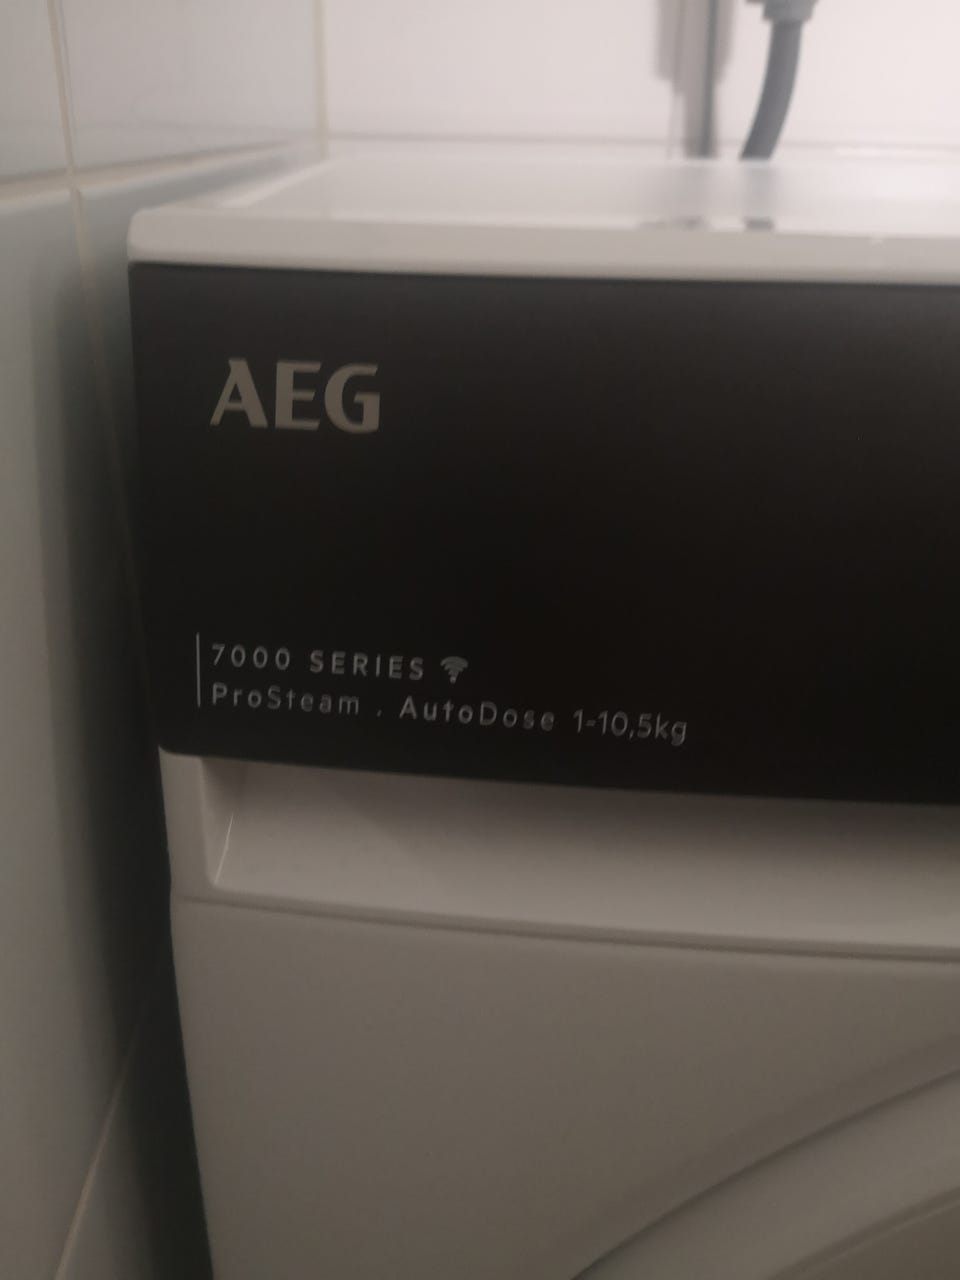 AEG
7000 SERIES
ProSteam . AutoDose 1-10,5kg